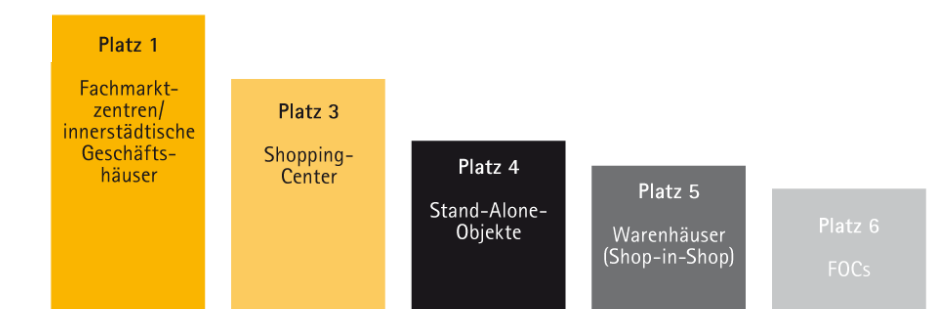 Platz 1
Fachmarkt-
zentren/
innerstädtische
Geschäfts-
häuser
Platz 3
Shopping-
Center
Platz 4
Stand-Alone-
Objekte
Platz 5
Warenhäuser
(Shop-in-Shop)
Platz 6
FOCs